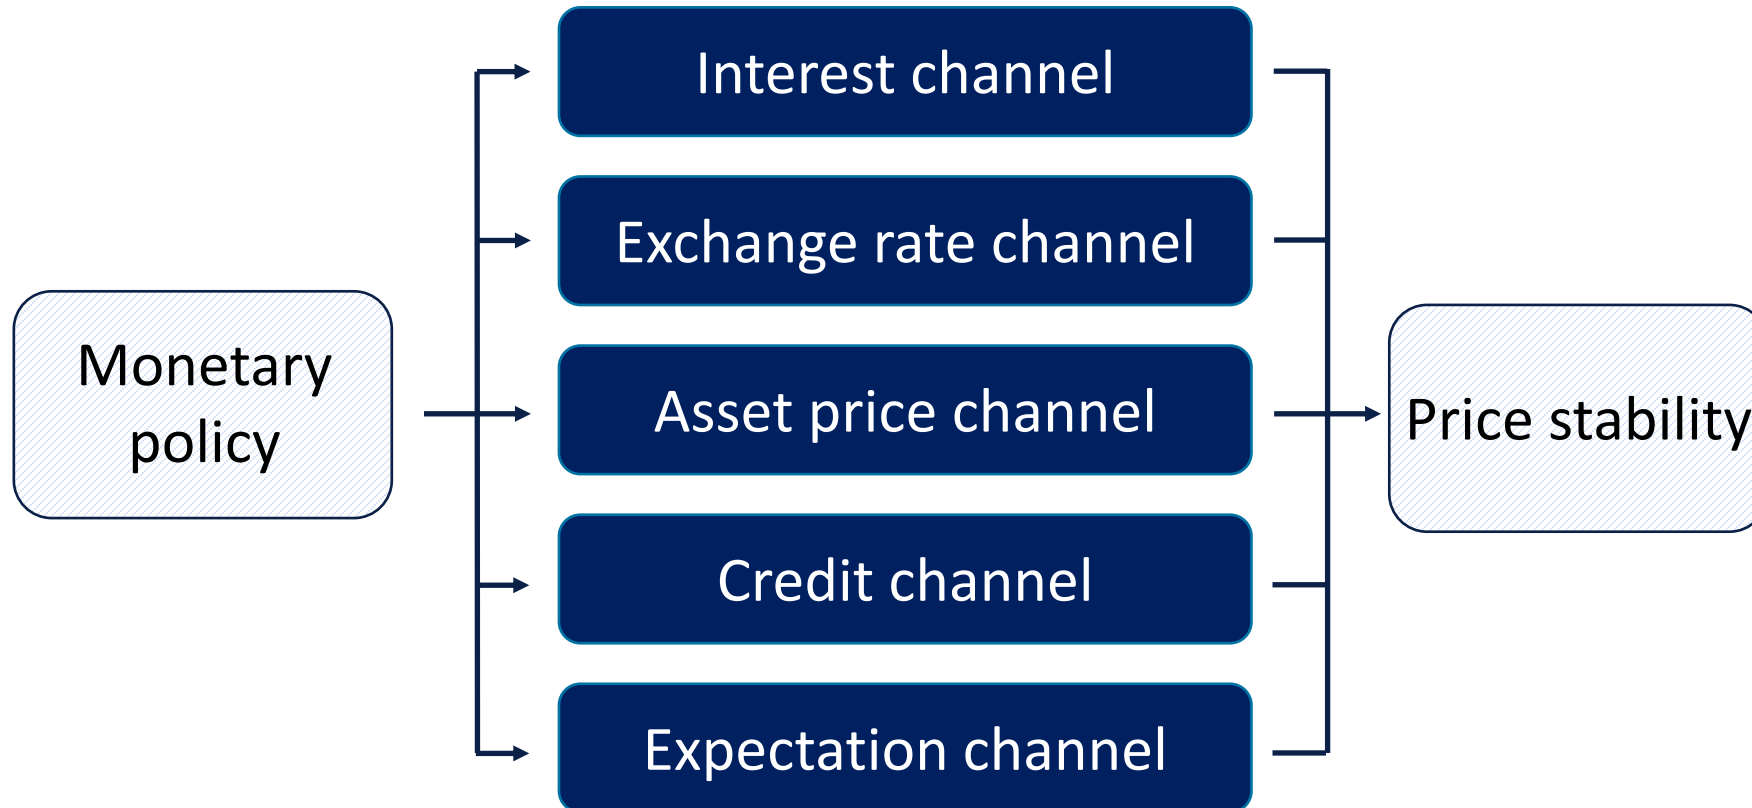 Interest channel
Exchange rate channel
Monetary
policy
Asset price channel
Price stability
Credit channel
Expectation channel